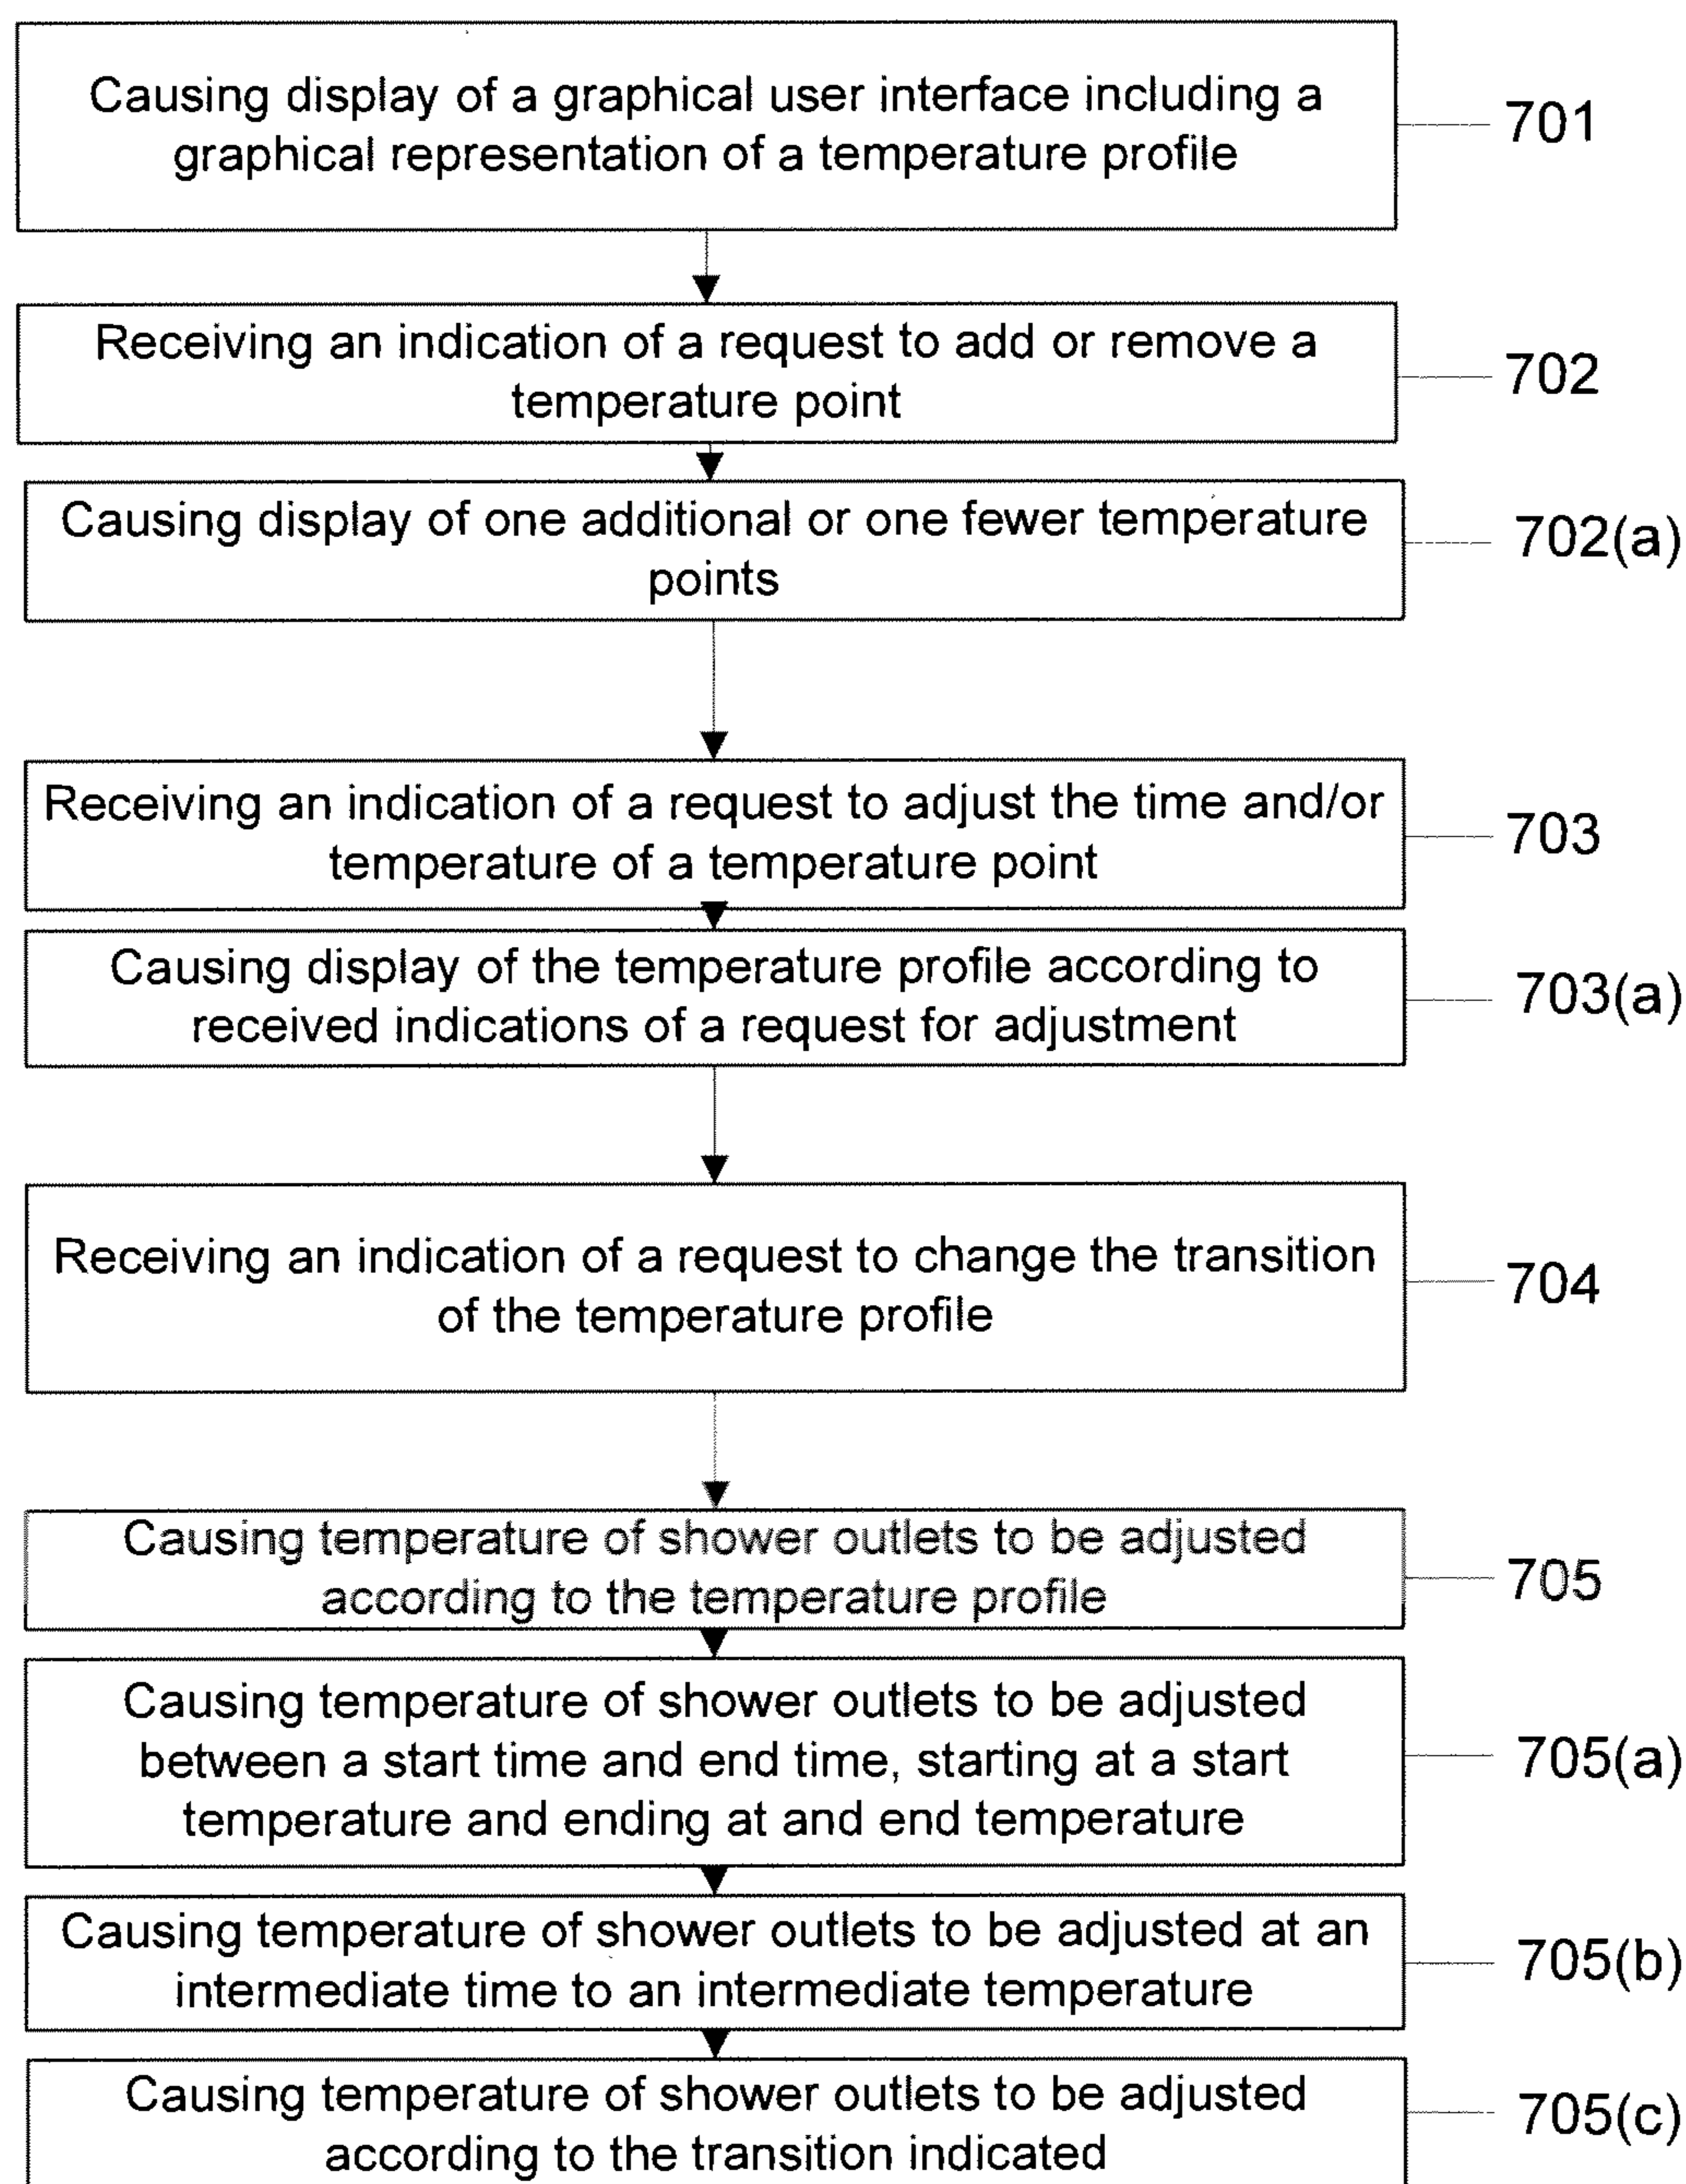 Causing display of a graphical user interface including a
graphical representation of a temperature profile
701
Receiving an indication of a request to add or remove a
temperature point
702
Causing display of one additional or one fewer temperature
points
702(a)
Receiving an indication of a request to adjust the time and/or
temperature of a temperature point
703
Causing display of the temperature profile according to
received indications of a request for adjustment
703(a)
Receiving an indication of a request to change the transition
of the temperature profile
704
Causing temperature of shower outlets to be adjusted
according to the temperature profile
705
Causing temperature of shower outlets to be adjusted
between a start time and end time, starting at a start
temperature and ending at and end temperature
705(a)
Causing temperature of shower outlets to be adjusted at an
intermediate time to an intermediate temperature
705(b)
Causing temperature of shower outlets to be adjusted
according to the transition indicated
705(c)